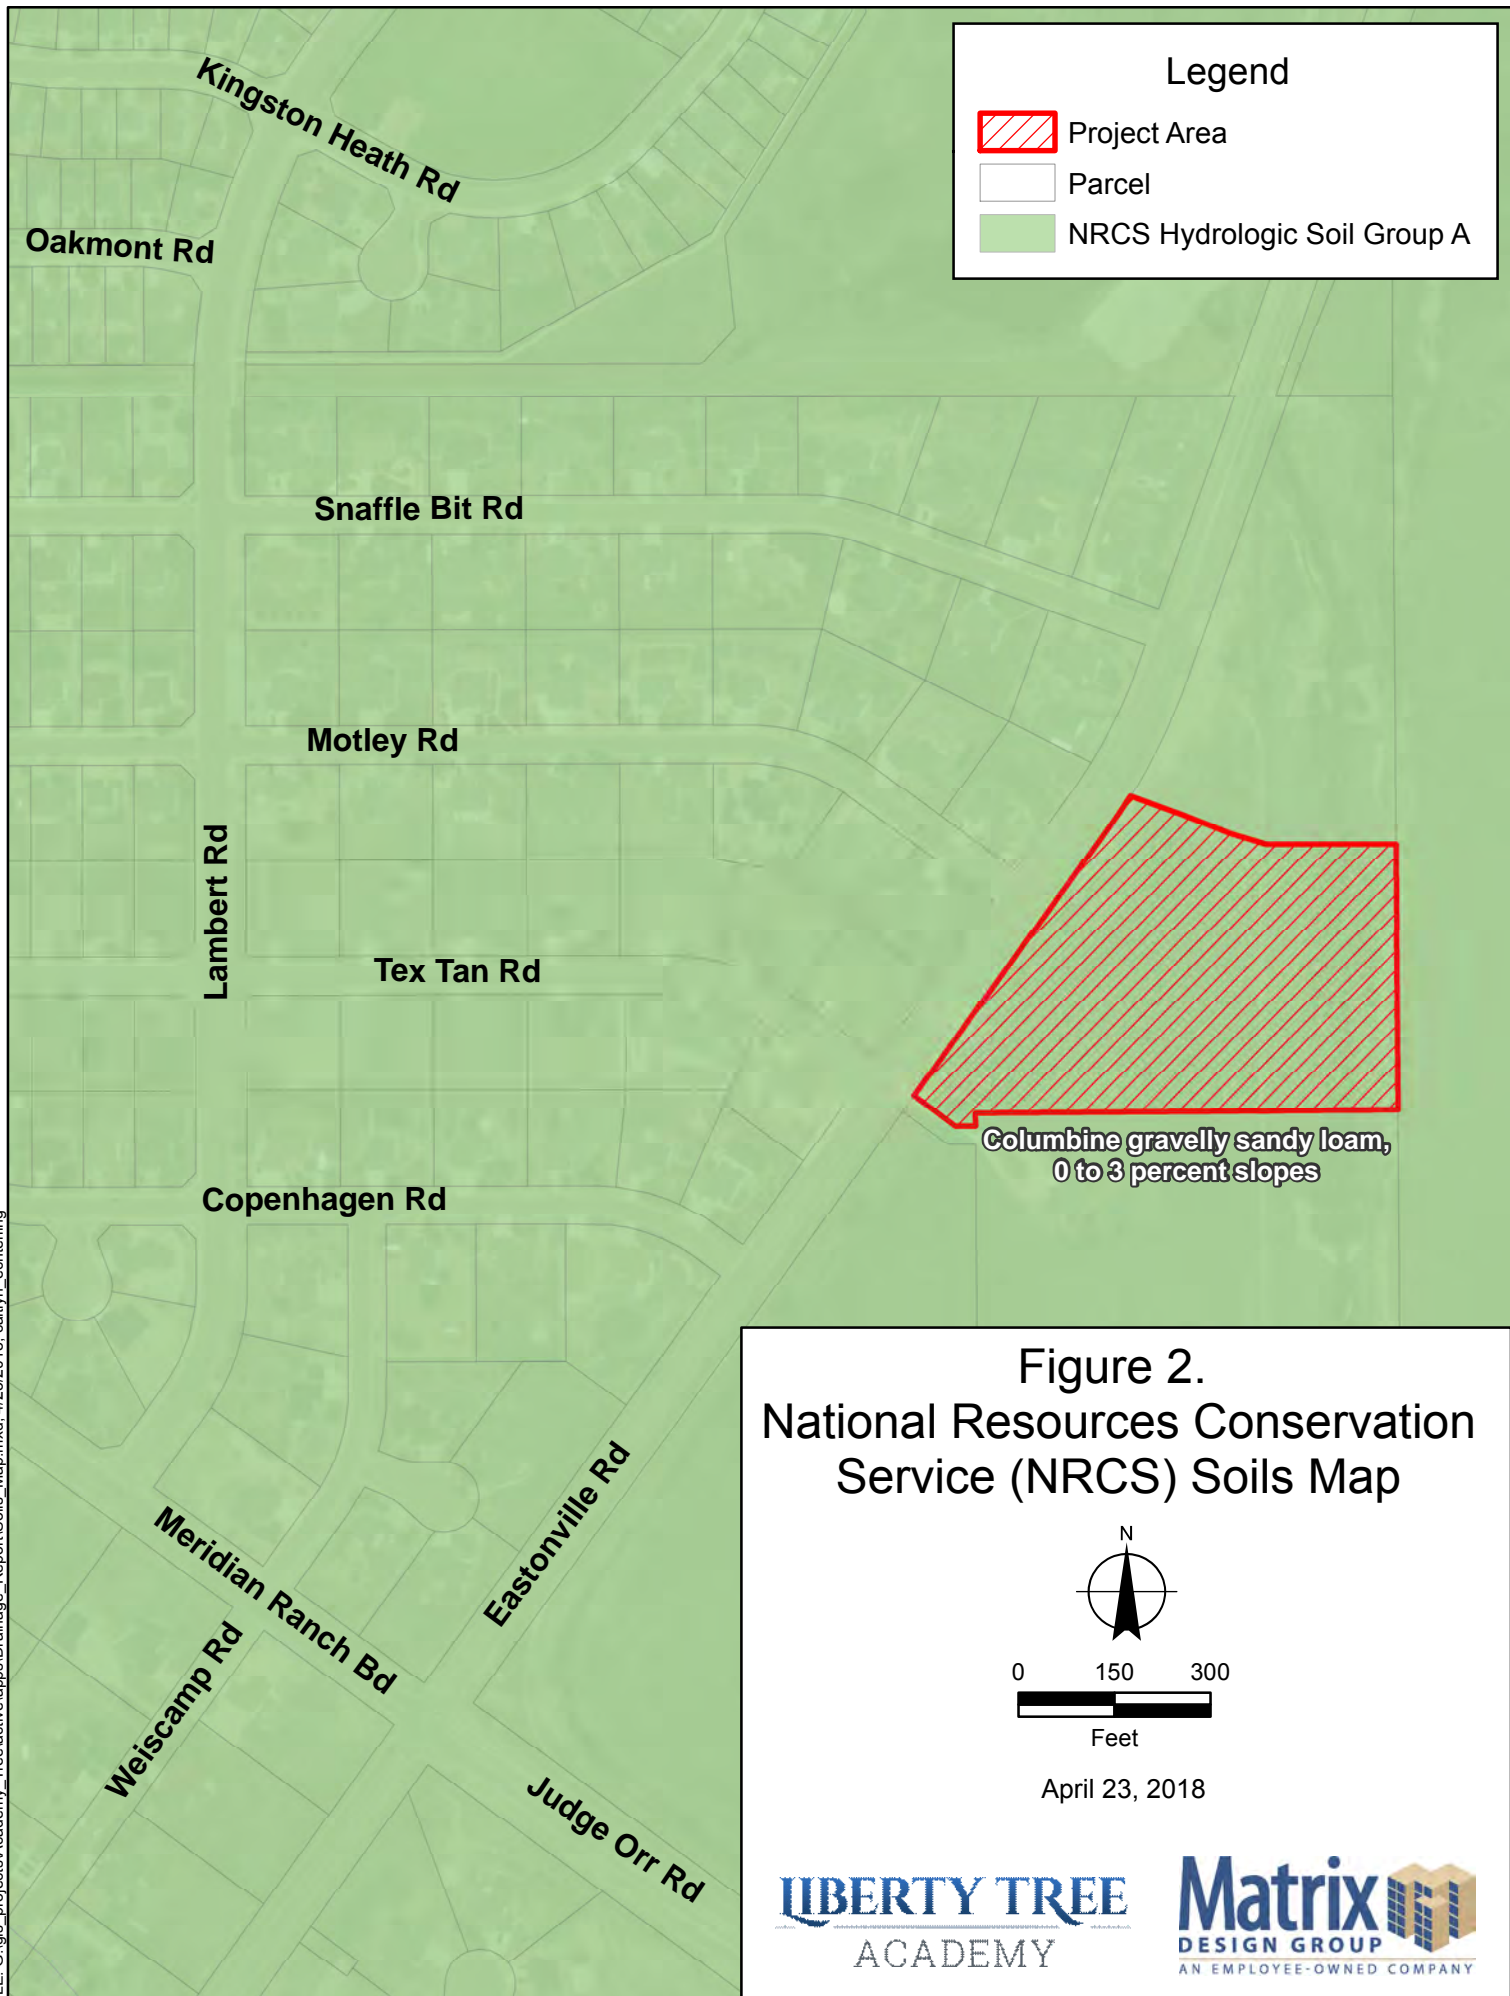 Legend
Project Area
Parcel
NRCS Hydrologic Soil Group A
Kingston Heath Rd
Oakmont Rd
Snaffle Bit Rd
Motley Rd
Lambert Rd
Tex Tan Rd
Columbine gravelly sandy loam,
0 to 3 percent slopes
Copenhagen Rd
Eastonville Rd
Meridian Ranch Bd
Weiscamp Rd
Judge Orr Rd
Figure 2.
National Resources Conservation
Service (NRCS) Soils Map
N
0 150 300
Feet
April 23, 2018
LIBERTY TREE
ACADEMY
Matrix
DESIGN GROUP
AN EMPLOYEE-OWNED COMPANY